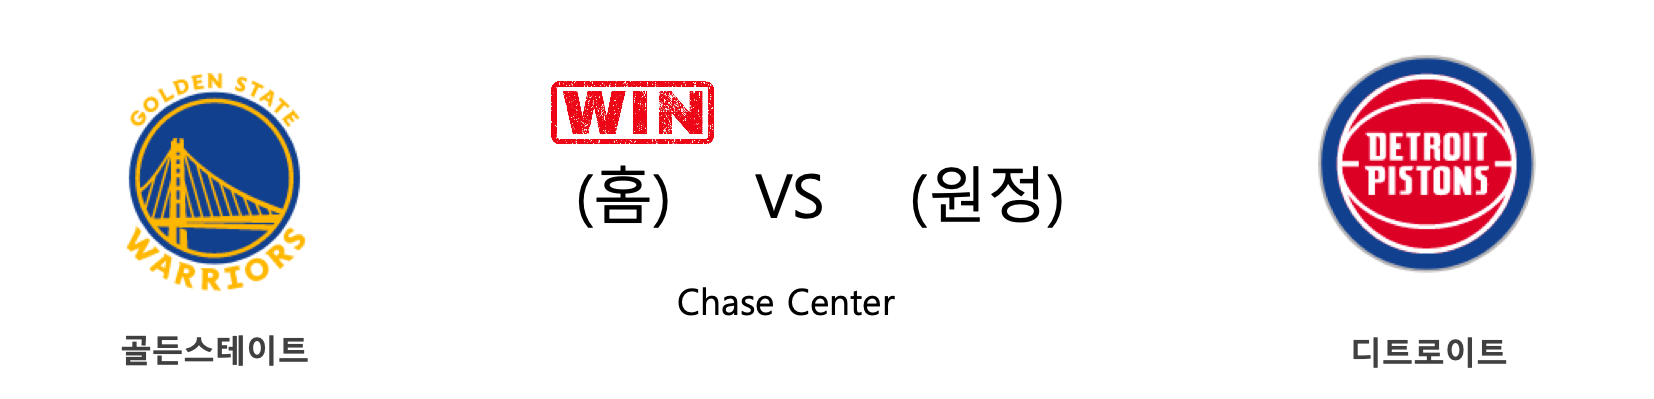 GOLDEN STATE
WARRIORS
골든스테이트
WIN
(홈) VS (원정)
Chase Center
DETROIT
PISTONS
디트로이트